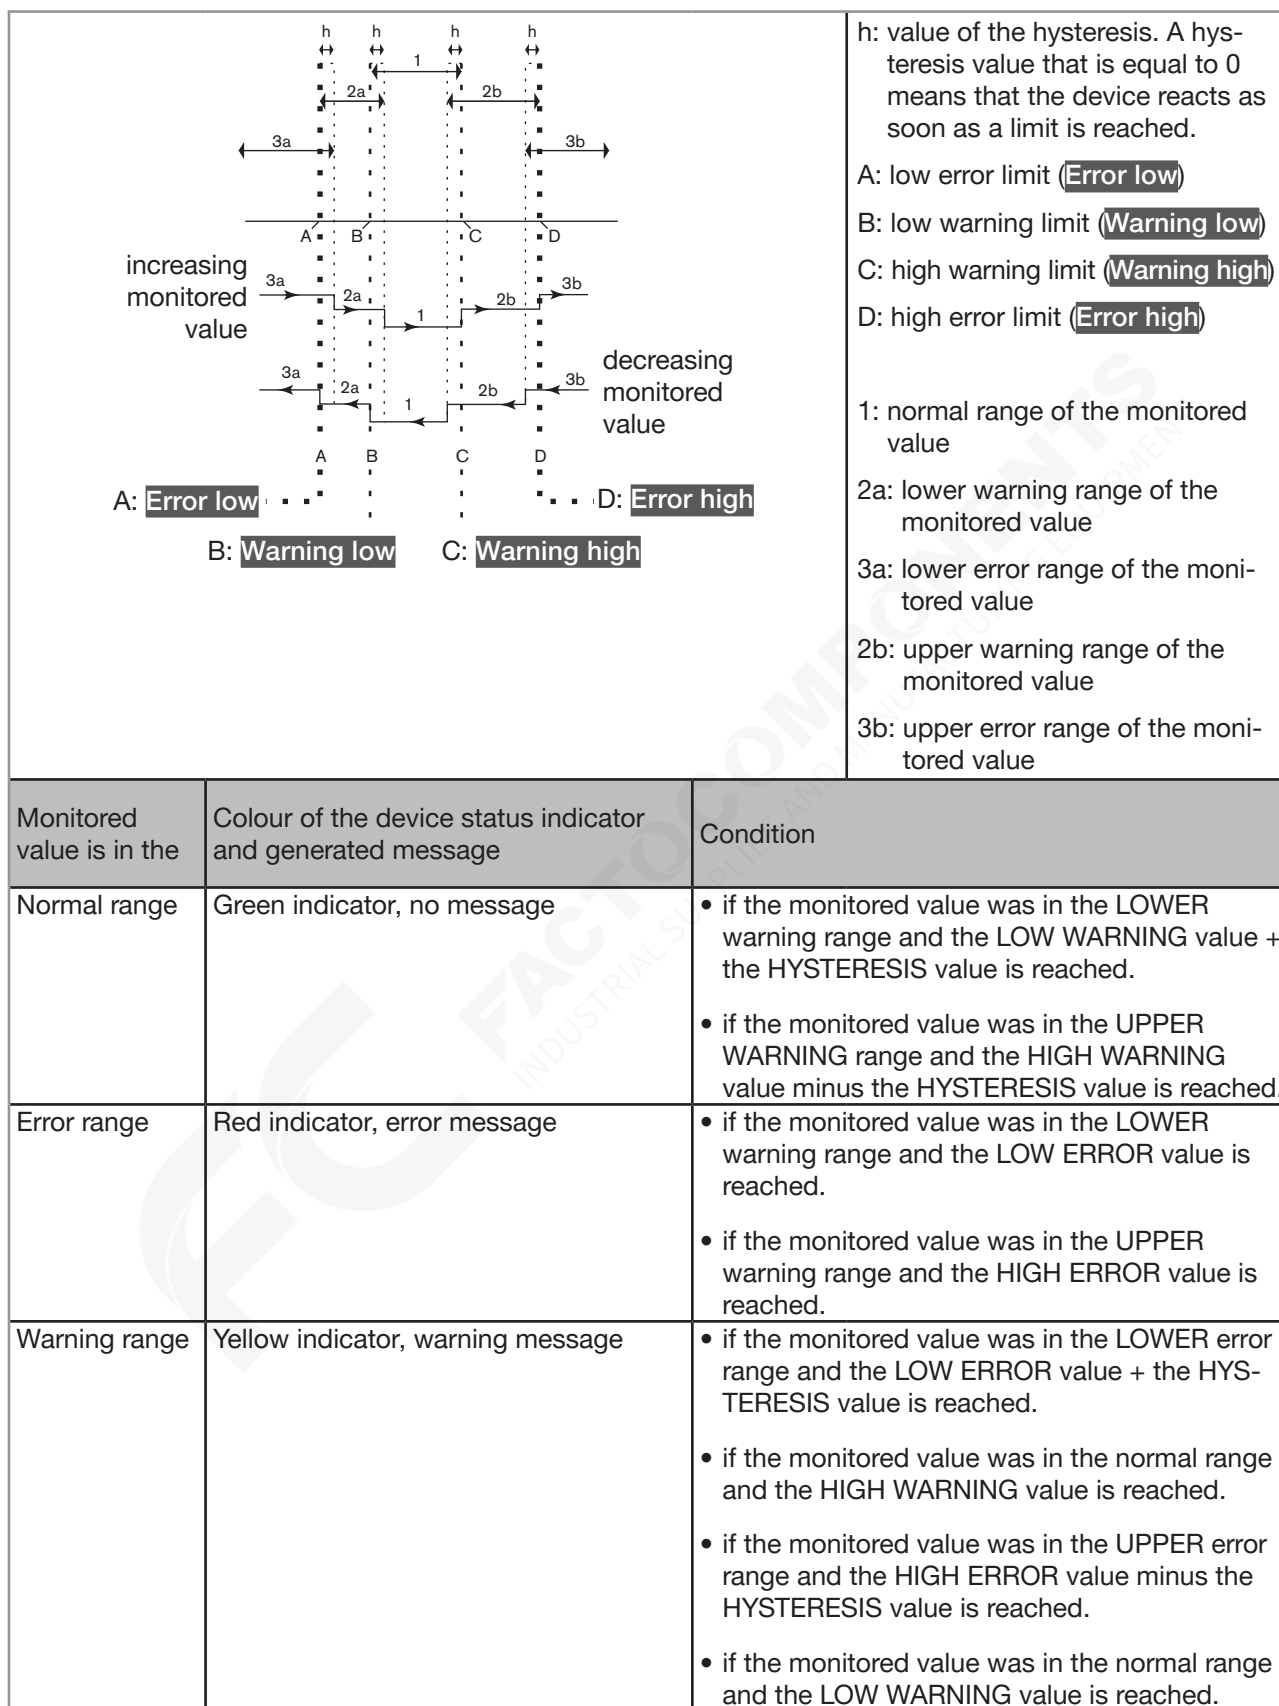 h h h h
1
2a 2b
3a 3b
A B C D
increasing
monitored
value
3a 2a 1 2b 3b
decreasing
monitored
value
3a 2a 1 2b 3b
A B C D
A: Error low D: Error high
B: Warning low C: Warning high
h: value of the hysteresis. A hys-
teresis value that is equal to 0
means that the device reacts as
soon as a limit is reached.
A: low error limit (Error low)
B: low warning limit (Warning low)
C: high warning limit (Warning high)
D: high error limit (Error high)
1: normal range of the monitored
value
2a: lower warning range of the
monitored value
3a: lower error range of the moni-
tored value
2b: upper warning range of the
monitored value
3b: upper error range of the moni-
tored value
Monitored
value is in the
Colour of the device status indicator
and generated message
Condition
Normal range
Green indicator, no message
• if the monitored value was in the LOWER
warning range and the LOW WARNING value +
the HYSTERESIS value is reached.
• if the monitored value was in the UPPER
WARNING range and the HIGH WARNING
value minus the HYSTERESIS value is reached.
Error range
Red indicator, error message
• if the monitored value was in the LOWER
warning range and the LOW ERROR value is
reached.
• if the monitored value was in the UPPER
warning range and the HIGH ERROR value is
reached.
Warning range
Yellow indicator, warning message
• if the monitored value was in the LOWER error
range and the LOW ERROR value + the HYS-
TERESIS value is reached.
• if the monitored value was in the normal range
and the HIGH WARNING value is reached.
• if the monitored value was in the UPPER error
range and the HIGH ERROR value minus the
HYSTERESIS value is reached.
• if the monitored value was in the normal range
and the LOW WARNING value is reached.
FC FACTOCOMPONENTS
INDUSTRIAL SUPPLIES AND MANUFACTURING EQUIPMEN